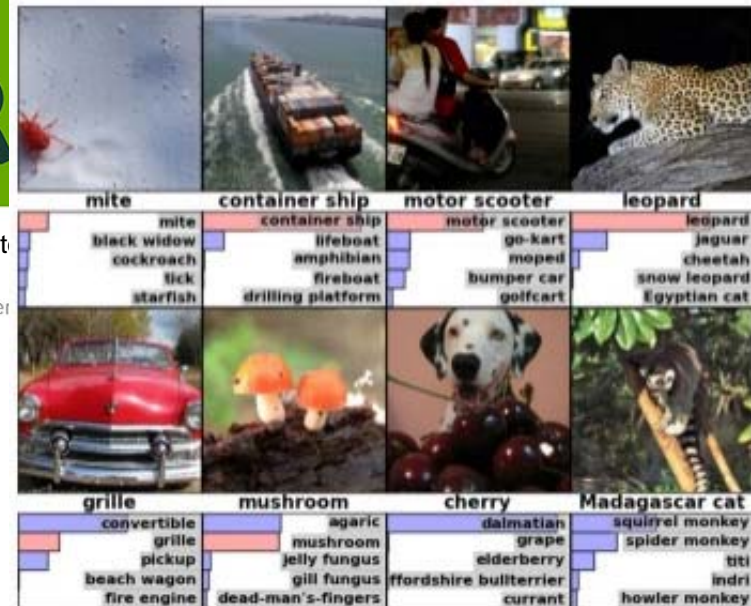 mite
container ship
motor scooter
leopard
mite
black widow
cockroach
tick
starfish
container ship
lifeboat
amphibian
fireboat
drilling platform
motor scooter
go-kart
moped
bumper car
golfcart
leopard
jaguar
cheetah
snow leopard
Egyptian cat
grille
mushroom
cherry
Madagascar cat
convertible
grille
pickup
beach wagon
fire engine
agaric
mushroom
jelly fungus
gill fungus
dead-man's-fingers
dalmatian
grape
elderberry
ffordshire bullterrier
currant
squirrel monkey
spider monkey
titi
indri
howler monkey